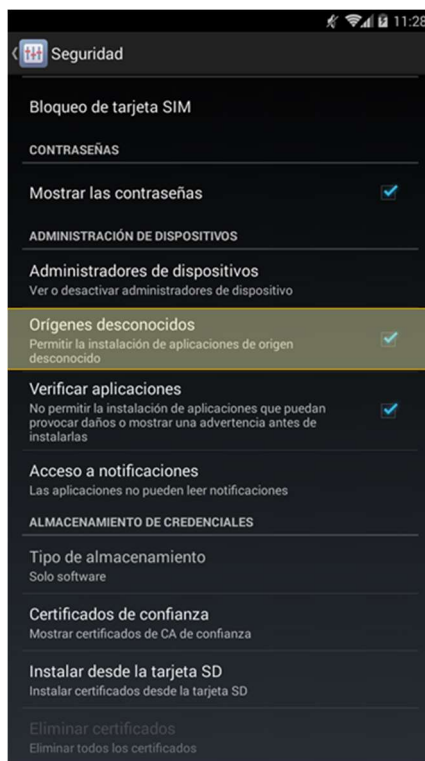 11:28
Seguridad
Bloqueo de tarjeta SIM
CONTRASEÑAS
Mostrar las contraseñas
ADMINISTRACIÓN DE DISPOSITIVOS
Administradores de dispositivos
Ver o desactivar administradores de dispositivo
Orígenes desconocidos
Permitir la instalación de aplicaciones de origen
desconocido
Verificar aplicaciones
No permitir la instalación de aplicaciones que puedan
provocar daños o mostrar una advertencia antes de
instalarlas
Acceso a notificaciones
Las aplicaciones no pueden leer notificaciones
ALMACENAMIENTO DE CREDENCIALES
Tipo de almacenamiento
Solo software
Certificados de confianza
Mostrar certificados de CA de confianza
Instalar desde la tarjeta SD
Instalar certificados desde la tarjeta SD
Eliminar certificados
Eliminar todos los certificados